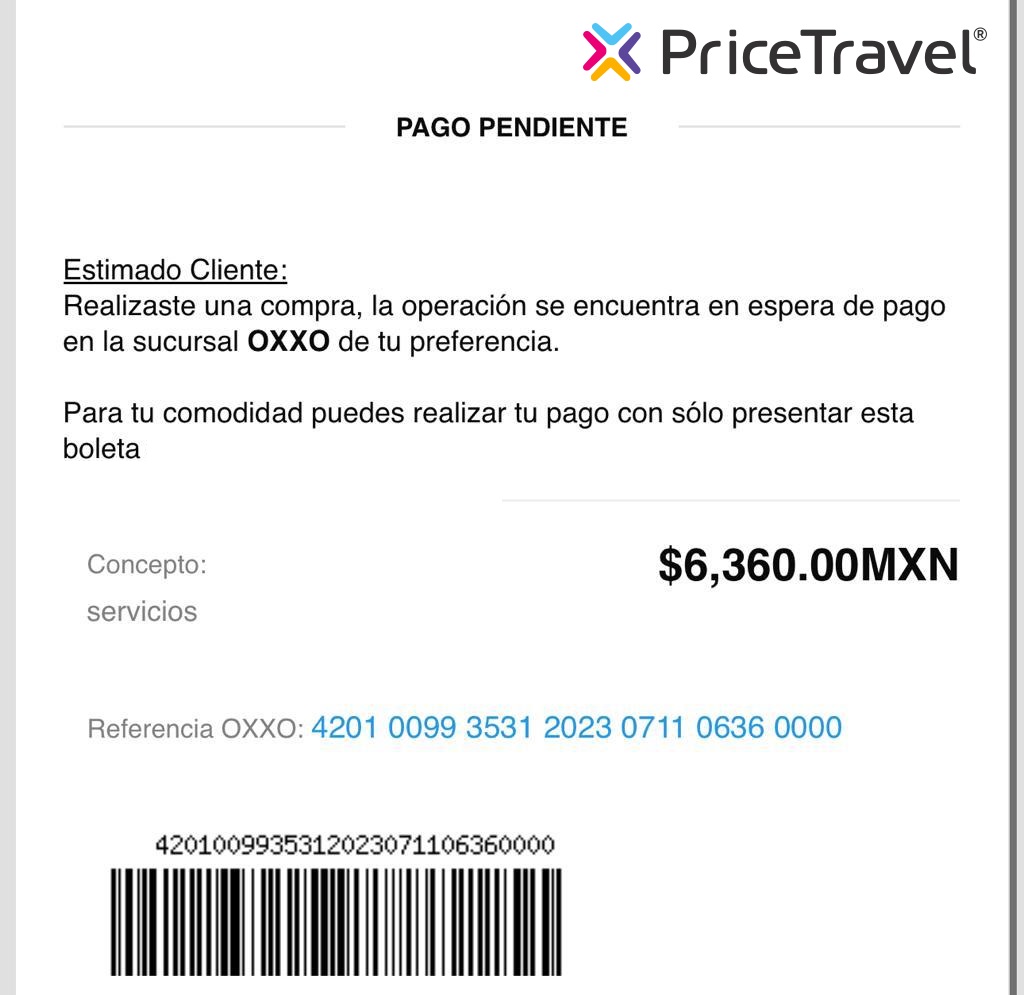 PriceTravel®
PAGO PENDIENTE
Estimado Cliente:
Realizaste una compra, la operación se encuentra en espera de pago
en la sucursal OXXO de tu preferencia.
Para tu comodidad puedes realizar tu pago con sólo presentar esta
boleta
Concepto:
$6,360.00MXN
servicios
Referencia OXXO: 4201 0099 3531 2023 0711 0636 0000
4201009935312023071106360000